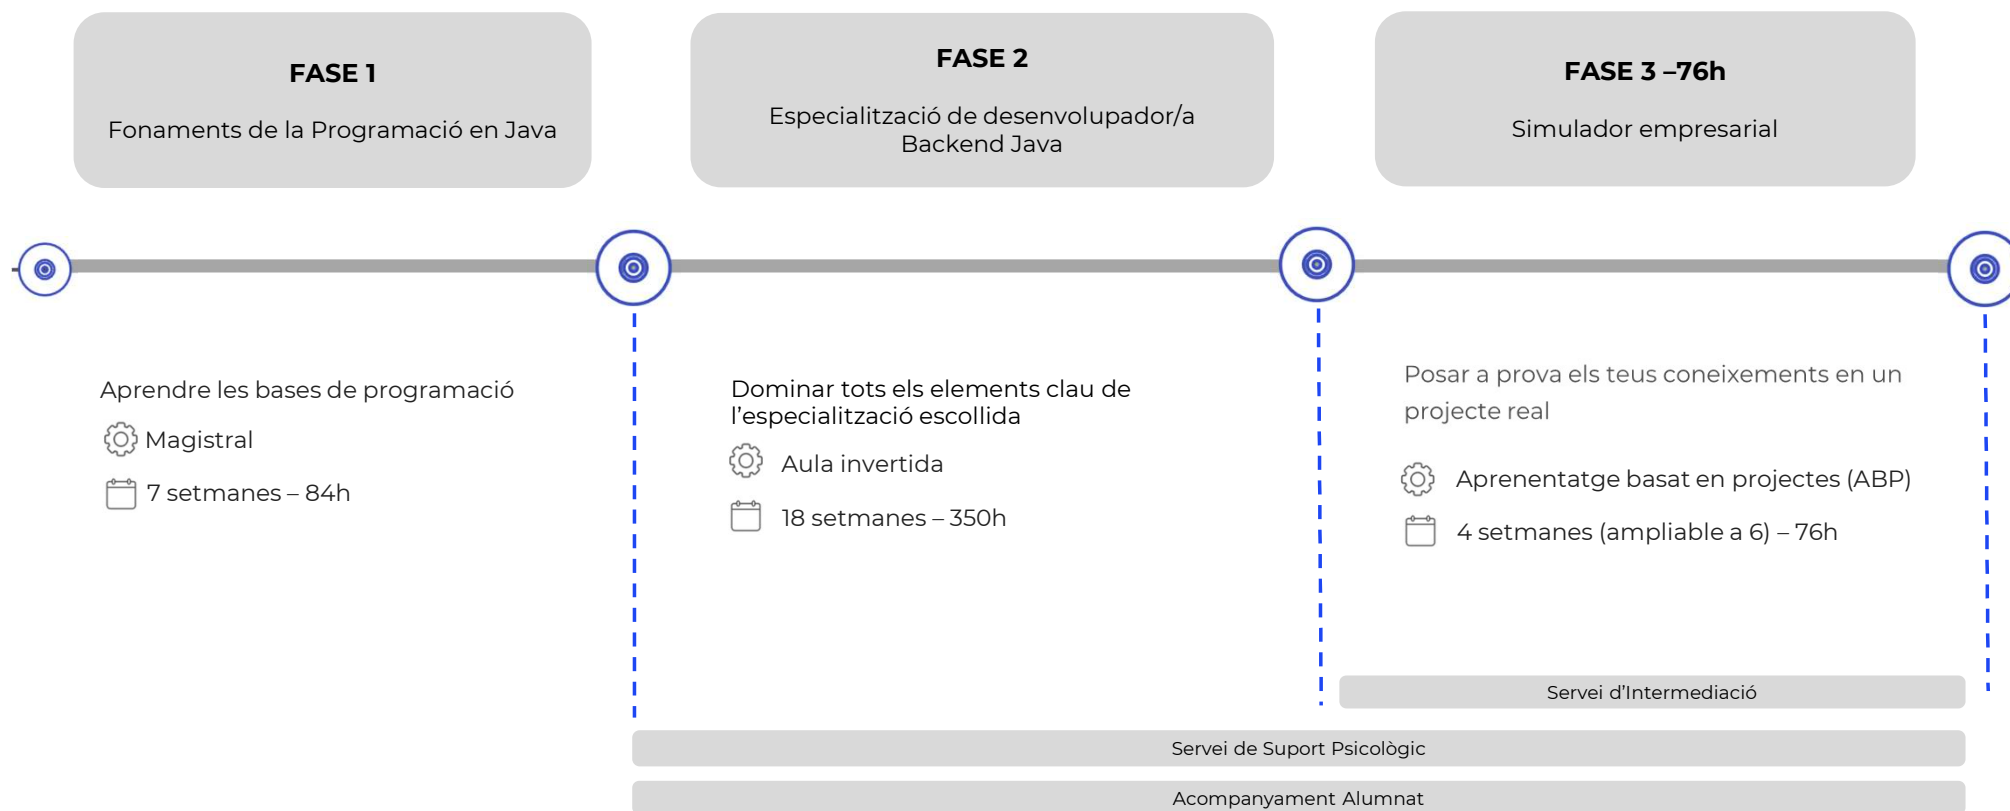 FASE 1
Fonaments de la Programació en Java
FASE 2
Especialització de desenvolupador/a
Backend Java
FASE 3 –76h
Simulador empresarial
Aprendre les bases de programació
Magistral
7 setmanes – 84h
Dominar tots els elements clau de
l’especialització escollida
Aula invertida
18 setmanes – 350h
Posar a prova els teus coneixements en un
projecte real
Aprenentatge basat en projectes (ABP)
4 setmanes (ampliable a 6) – 76h
Servei d’Intermediació
Servei de Suport Psicològic
Acompanyament Alumnat